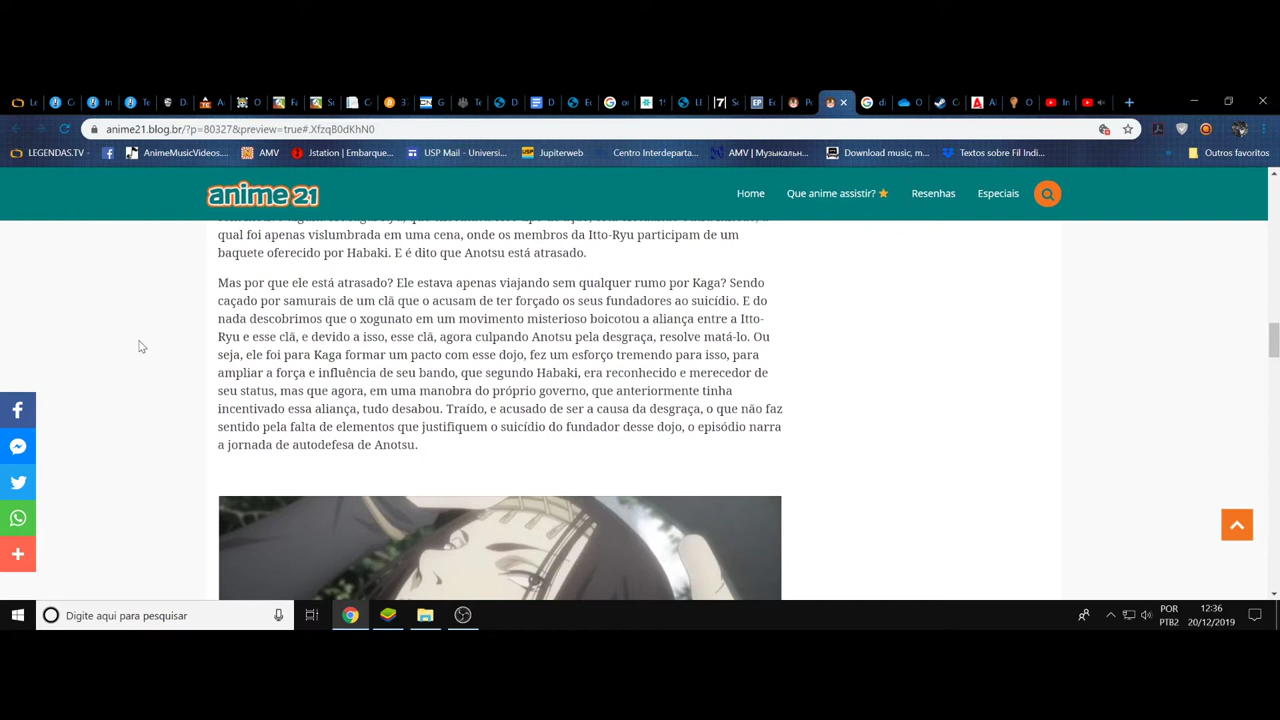 Le
C
In
Te
D
A
O
Fa
Su
C
3
G
Te
D
D
E
o
1
L
S
E
P
di
O
C
Al
O
In
anime21.blog.br/?p=80327&preview=true#.XfzqB0dKhN0
LEGENDAS.TV - AnimeMusicVideos.... AMV Jstation | Embarque... USP Mail - Universi... Jupiterweb Centro Interdeparta... AMV | Музыкальн... Download music, m... Textos sobre Fil Indi... Outros favoritos
anime 21 Home Que anime assistir? Resenhas Especiais
qual foi apenas vislumbrada em uma cena, onde os membros da Itto-Ryu participam de um
baquete oferecido por Habaki. E é dito que Anotsu está atrasado.
Mas por que ele está atrasado? Ele estava apenas viajando sem qualquer rumo por Kaga? Sendo
caçado por samurais de um clã que o acusam de ter forçado os seus fundadores ao suicídio. E do
nada descobrimos que o xogunato em um movimento misterioso boicotou a aliança entre a Itto-
Ryu e esse clã, e devido a isso, esse clã, agora culpando Anotsu pela desgraça, resolve matá-lo. Ou
seja, ele foi para Kaga formar um pacto com esse dojo, fez um esforço tremendo para isso, para
ampliar a força e influência de seu bando, que segundo Habaki, era reconhecido e merecedor de
seu status, mas que agora, em uma manobra do próprio governo, que anteriormente tinha
incentivado essa aliança, tudo desabou. Traído, e acusado de ser a causa da desgraça, o que não faz
sentido pela falta de elementos que justifiquem o suicídio do fundador desse dojo, o episódio narra
a jornada de autodefesa de Anotsu.
Digite aqui para pesquisar
POR
PTB2
12:36
20/12/2019